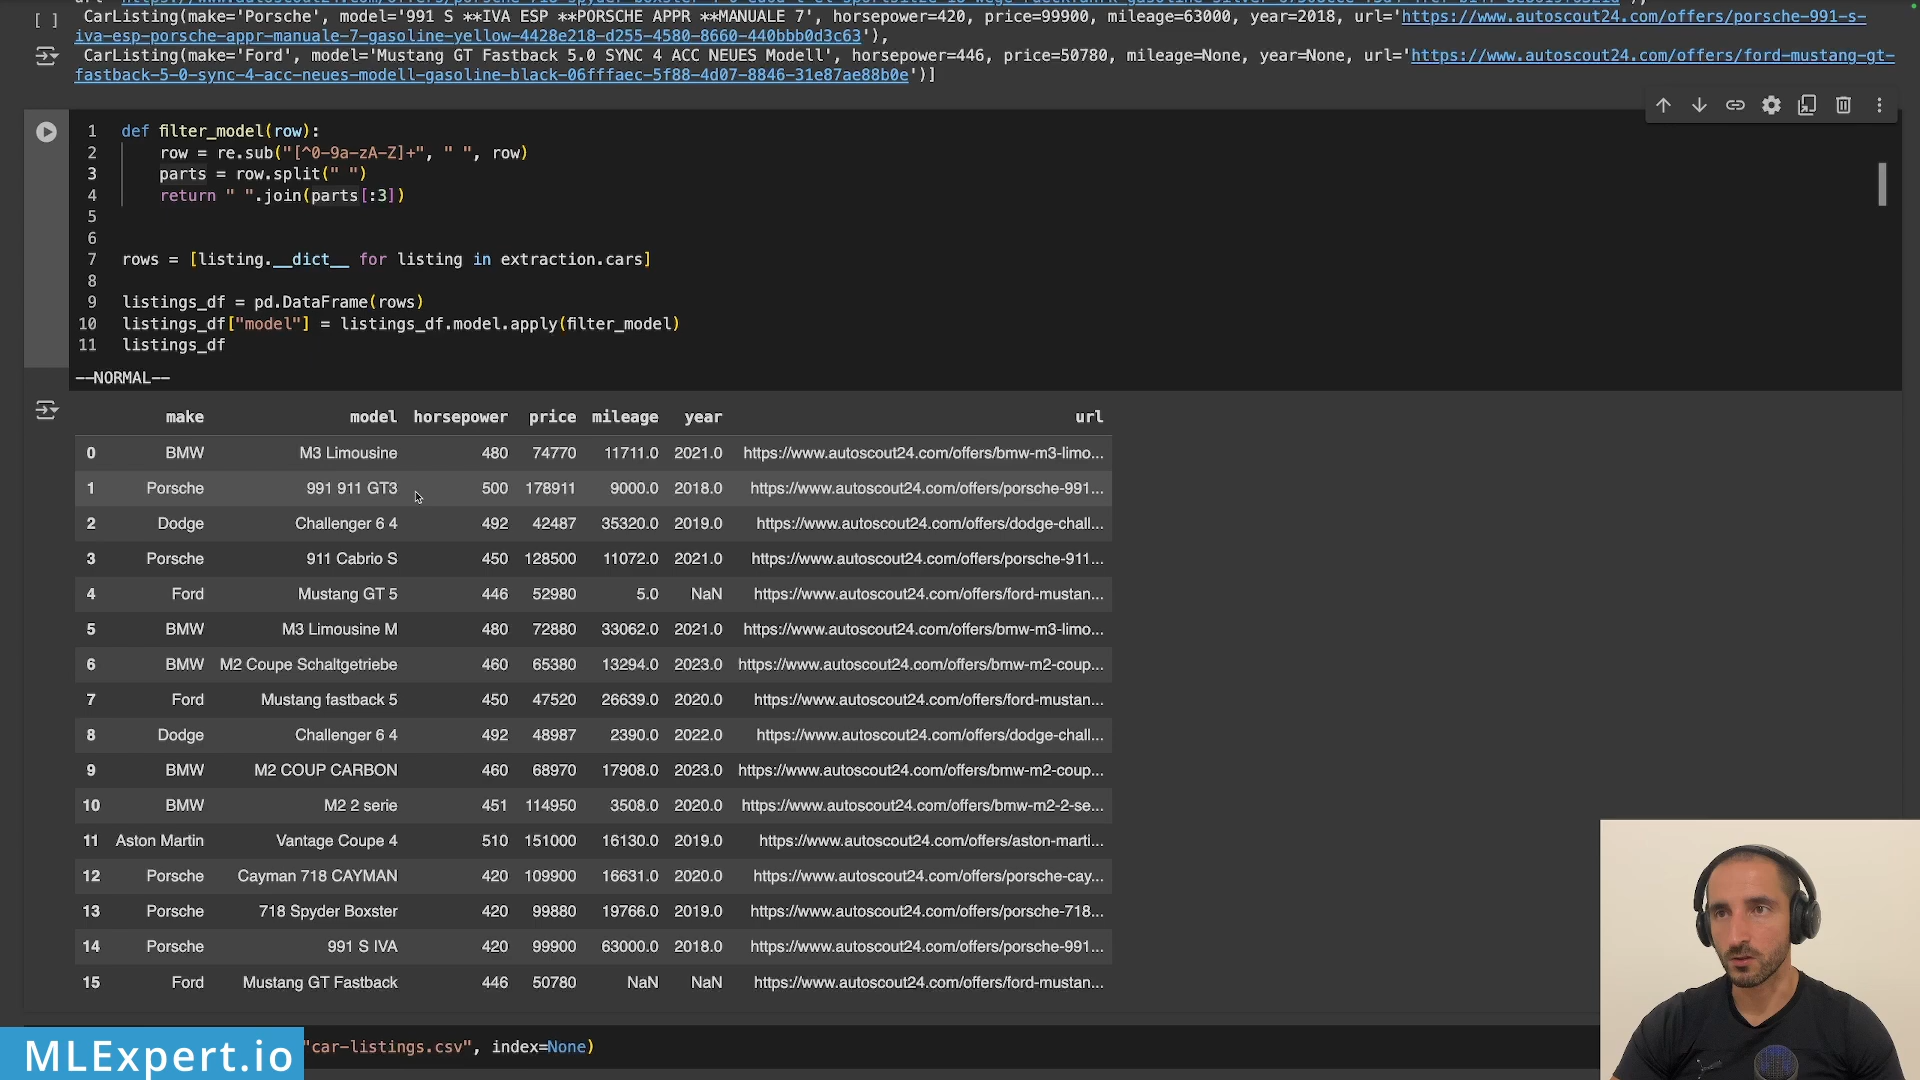 CarListing(make='Porsche', model='991 S **IVA ESP **PORSCHE APPR **MANUALE 7', horsepower=420, price=99900, mileage=63000, year=2018, url='https://www.autoscout24.com/offers/porsche-991-s-
iva-esp-porsche-appr-manuale-7-gasoline-yellow-4428e218-d255-4580-8660-440bbb0d3c63'),
[ ]
CarListing(make='Ford', model='Mustang GT Fastback 5.0 SYNC 4 ACC NEUES Modell', horsepower=446, price=50780, mileage=None, year=None, url='https://www.autoscout24.com/offers/ford-mustang-gt-
fastback-5-0-sync-4-acc-neues-modell-gasoline-black-06fffaec-5f88-4d07-8846-31e87ae88b0e')]
1 def filter_model(row):
2 row = re.sub("[^0-9a-zA-Z]+", " ", row)
3 parts = row.split(" ")
4 return " ".join(parts[:3])
5
6
7 rows = [listing.__dict__ for listing in extraction.cars]
8
9 listings_df = pd.DataFrame(rows)
10 listings_df["model"] = listings_df.model.apply(filter_model)
11 listings_df
--NORMAL--
make model horsepower price mileage year url
0 BMW M3 Limousine 480 74770 11711.0 2021.0 https://www.autoscout24.com/offers/bmw-m3-limo...
1 Porsche 991 911 GT3 500 178911 9000.0 2018.0 https://www.autoscout24.com/offers/porsche-991...
2 Dodge Challenger 6 4 492 42487 35320.0 2019.0 https://www.autoscout24.com/offers/dodge-chall...
3 Porsche 911 Cabrio S 450 128500 11072.0 2021.0 https://www.autoscout24.com/offers/porsche-911...
4 Ford Mustang GT 5 446 52980 5.0 NaN https://www.autoscout24.com/offers/ford-mustan...
5 BMW M3 Limousine M 480 72880 33062.0 2021.0 https://www.autoscout24.com/offers/bmw-m3-limo...
6 BMW M2 Coupe Schaltgetriebe 460 65380 13294.0 2023.0 https://www.autoscout24.com/offers/bmw-m2-coup...
7 Ford Mustang fastback 5 450 47520 26639.0 2020.0 https://www.autoscout24.com/offers/ford-mustan...
8 Dodge Challenger 6 4 492 48987 2390.0 2022.0 https://www.autoscout24.com/offers/dodge-chall...
9 BMW M2 COUP CARBON 460 68970 17908.0 2023.0 https://www.autoscout24.com/offers/bmw-m2-coup...
10 BMW M2 2 serie 451 114950 3508.0 2020.0 https://www.autoscout24.com/offers/bmw-m2-2-se...
11 Aston Martin Vantage Coupe 4 510 151000 16130.0 2019.0 https://www.autoscout24.com/offers/aston-marti...
12 Porsche Cayman 718 CAYMAN 420 109900 16631.0 2020.0 https://www.autoscout24.com/offers/porsche-cay...
13 Porsche 718 Spyder Boxster 420 99880 19766.0 2019.0 https://www.autoscout24.com/offers/porsche-718...
14 Porsche 991 S IVA 420 99900 63000.0 2018.0 https://www.autoscout24.com/offers/porsche-991...
15 Ford Mustang GT Fastback 446 50780 NaN NaN https://www.autoscout24.com/offers/ford-mustan...
"car-listings.csv", index=None)
MLExpert.io